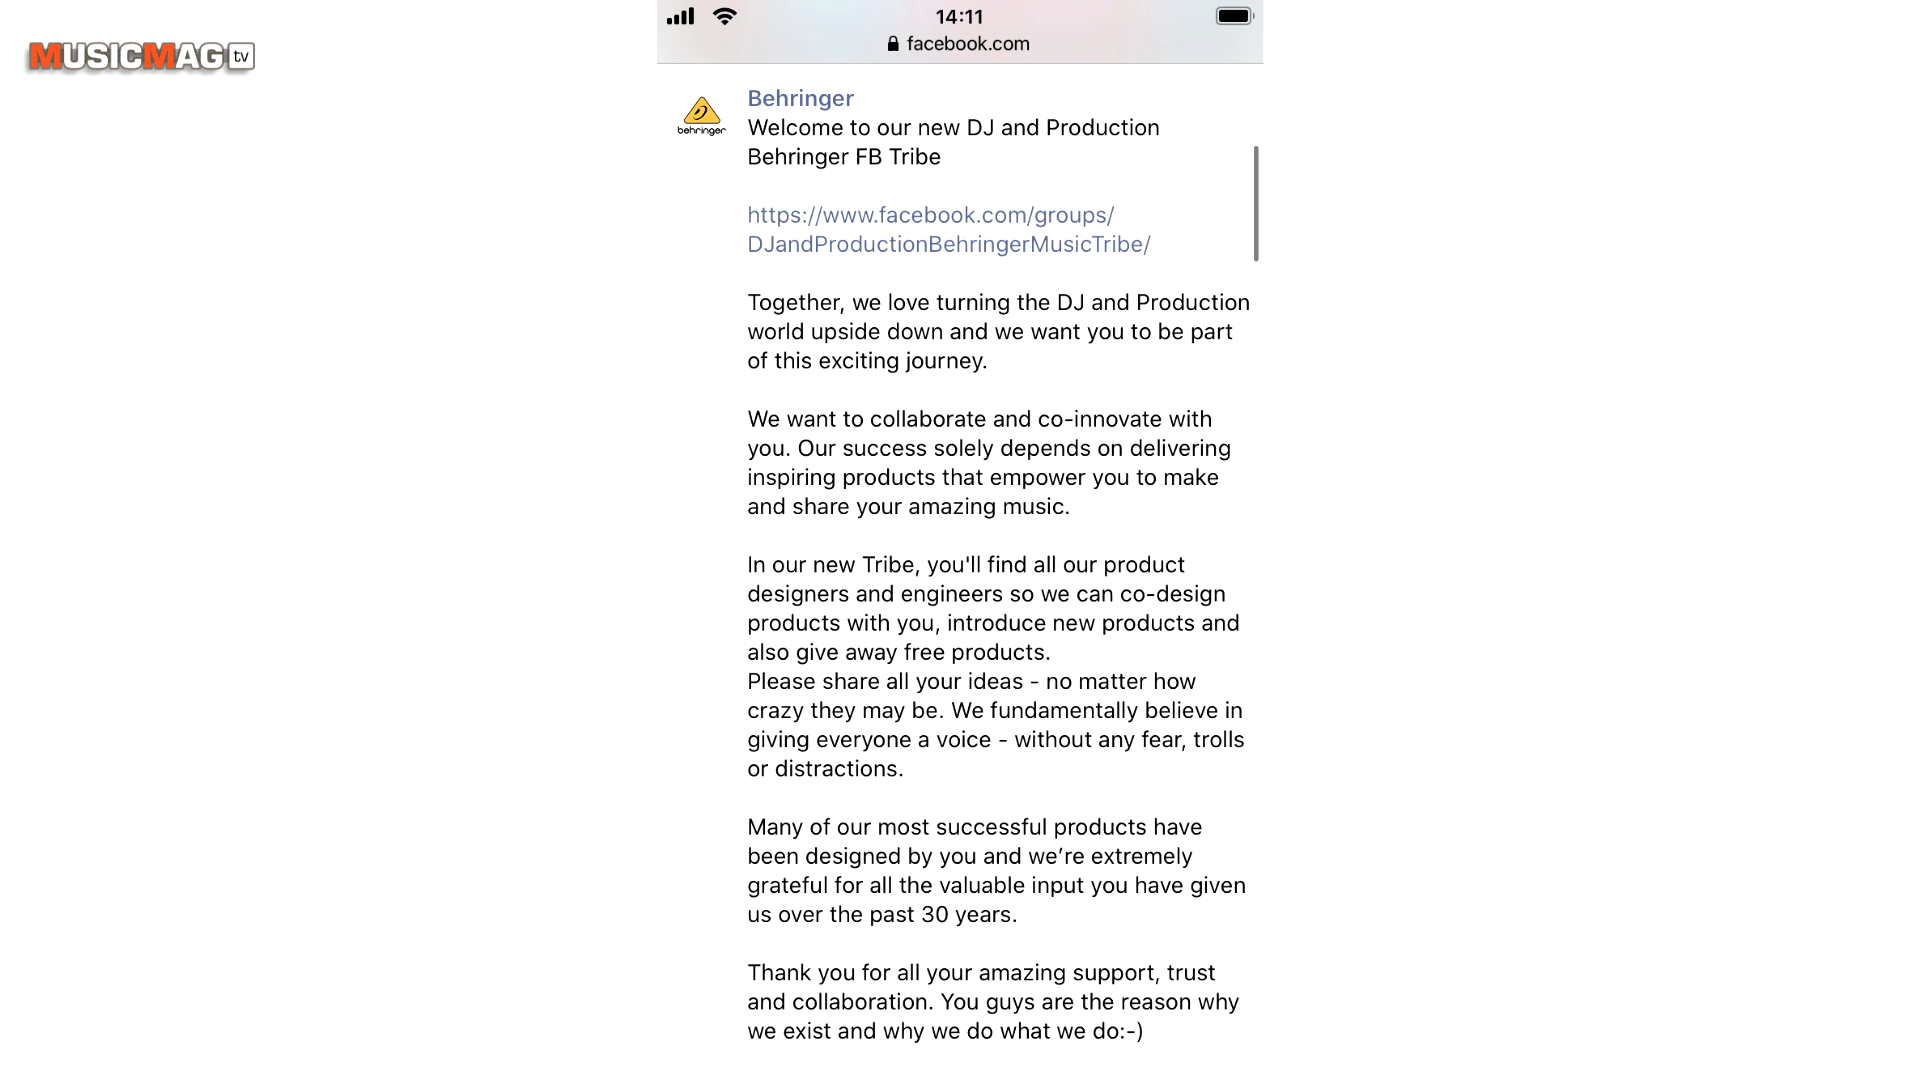 MUSICMAG tv
14:11
facebook.com
Behringer
behringer
Welcome to our new DJ and Production
Behringer FB Tribe
https://www.facebook.com/groups/
DJandProductionBehringerMusicTribe/
Together, we love turning the DJ and Production
world upside down and we want you to be part
of this exciting journey.
We want to collaborate and co-innovate with
you. Our success solely depends on delivering
inspiring products that empower you to make
and share your amazing music.
In our new Tribe, you'll find all our product
designers and engineers so we can co-design
products with you, introduce new products and
also give away free products.
Please share all your ideas - no matter how
crazy they may be. We fundamentally believe in
giving everyone a voice - without any fear, trolls
or distractions.
Many of our most successful products have
been designed by you and we’re extremely
grateful for all the valuable input you have given
us over the past 30 years.
Thank you for all your amazing support, trust
and collaboration. You guys are the reason why
we exist and why we do what we do:-)